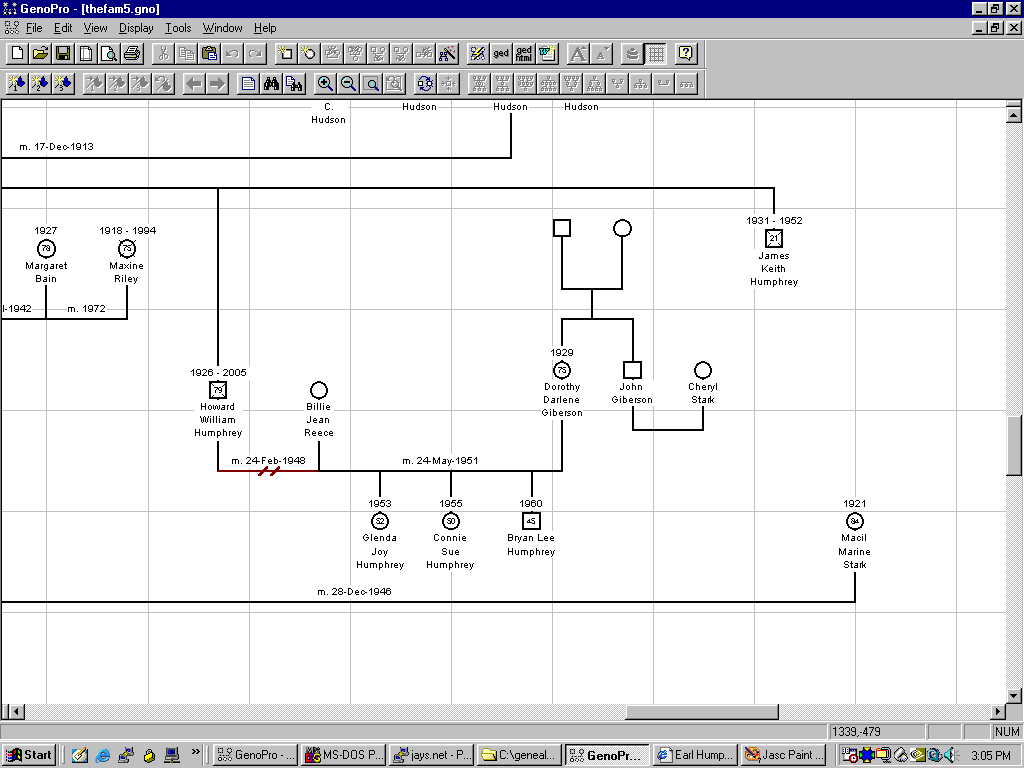 GenoPro - [thefam5.gno]
File Edit View Display Tools Window Help
ged ged html
C. Hudson
Hudson
Hudson
Hudson
m. 17-Dec-1913
1927
78
Margaret
Bain
1918 - 1994
75
Maxine
Riley
-1942
m. 1972
1931 - 1952
21
James
Keith
Humphrey
1926 - 2005
79
Howard
William
Humphrey
Billie
Jean
Reece
1929
75
Dorothy
Darlene
Giberson
John
Giberson
Cheryl
Stark
m. 24-Feb-1948
m. 24-May-1951
1953
52
Glenda
Joy
Humphrey
1955
50
Connie
Sue
Humphrey
1960
45
Bryan Lee
Humphrey
1921
84
Macil
Marine
Stark
m. 28-Dec-1946
1339,-479
NUM
Start
»
GenoPro - ...
MS-DOS P...
jays.net - P...
C:\geneal...
GenoPr...
Earl Hump...
Jasc Paint ...
3:05 PM